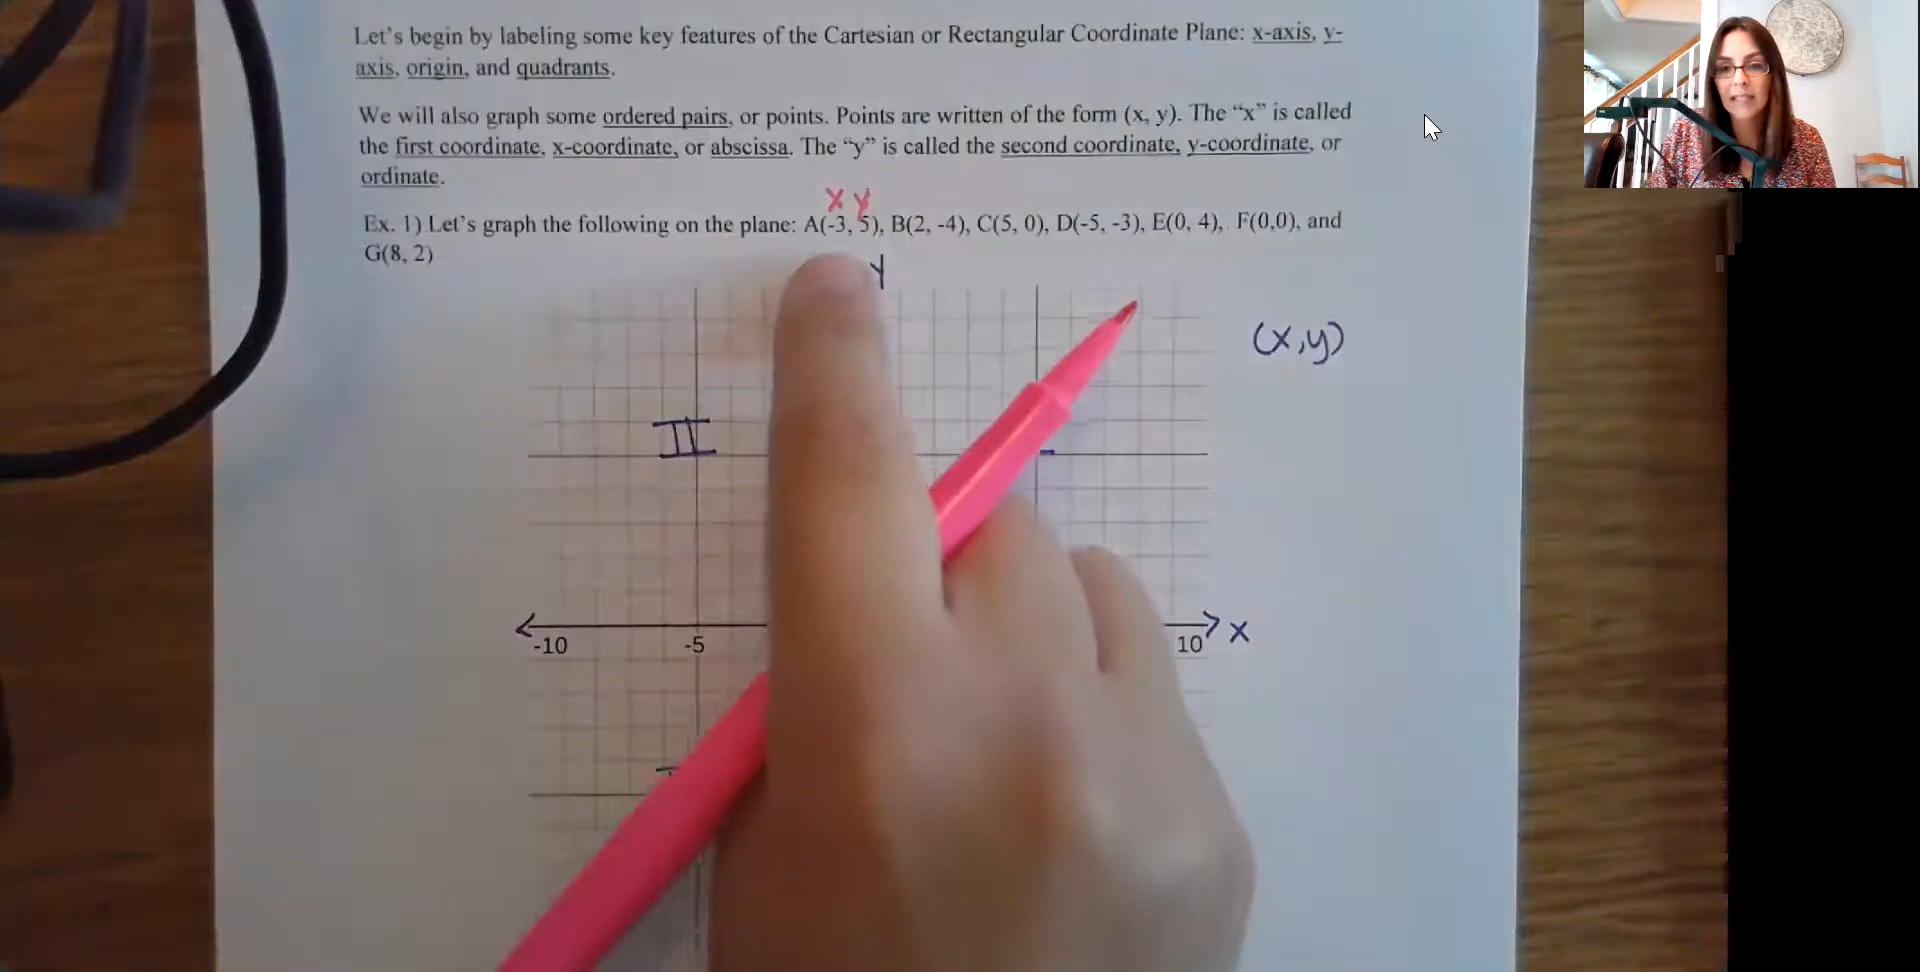 Let's begin by labeling some key features of the Cartesian or Rectangular Coordinate Plane: x-axis, y-
axis, origin, and quadrants.
We will also graph some ordered pairs, or points. Points are written of the form (x, y). The “x” is called
the first coordinate, x-coordinate, or abscissa. The “y” is called the second coordinate, y-coordinate, or
ordinate.
X Y
Ex. 1) Let's graph the following on the plane: A(-3, 5), B(2, -4), C(5, 0), D(-5, -3), E(0, 4), F(0,0), and
G(8, 2)
Y
(x,y)
II
-10 -5 10 X